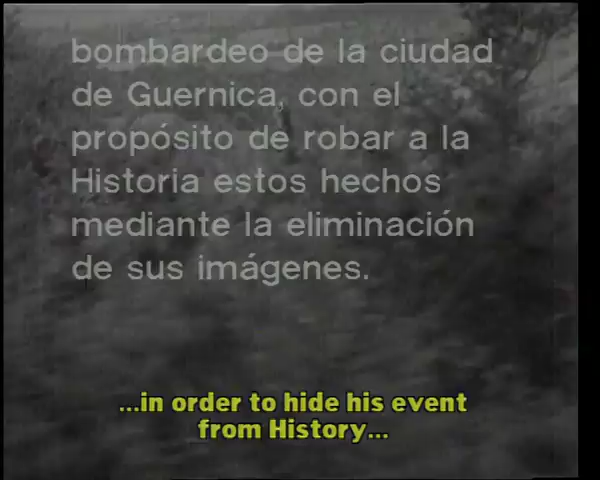 bombardeo de la ciudad
de Guernica, con el
propósito de robar a la
Historia estos hechos
mediante la eliminación
de sus imágenes.
...in order to hide his event
from History...